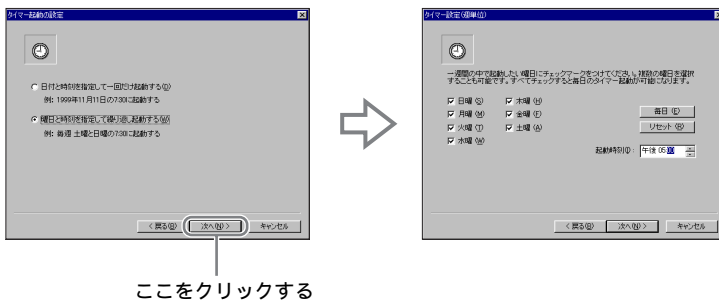 タイマー起動の設定
日付と時刻を指定して一回だけ起動する(O)
例: 1999年11月11日の7:30に起動する
曜日と時刻を指定して繰り返し起動する(W)
例: 毎週 土曜と日曜の7:30に起動する
< 戻る(B)
次へ(N) >
キャンセル
ここをクリックする
タイマー設定(週単位)
一週間の中で起動したい曜日にチェックマークをつけてください。複数の曜日を選択
することも可能です。すべてチェックすると毎日のタイマー起動が可能になります。
日曜 (S)
月曜 (M)
火曜 (T)
水曜 (W)
木曜 (H)
金曜 (F)
土曜 (A)
毎日 (E)
リセット (R)
起動時刻(I): 午後 05:00
< 戻る(B)
次へ(N) >
キャンセル